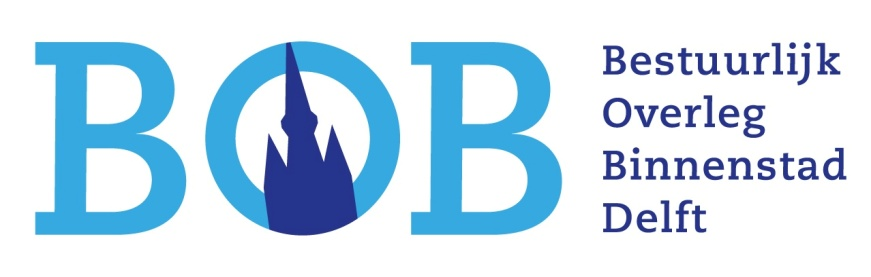 BOB
Bestuurlijk
Overleg
Binnenstad
Delft